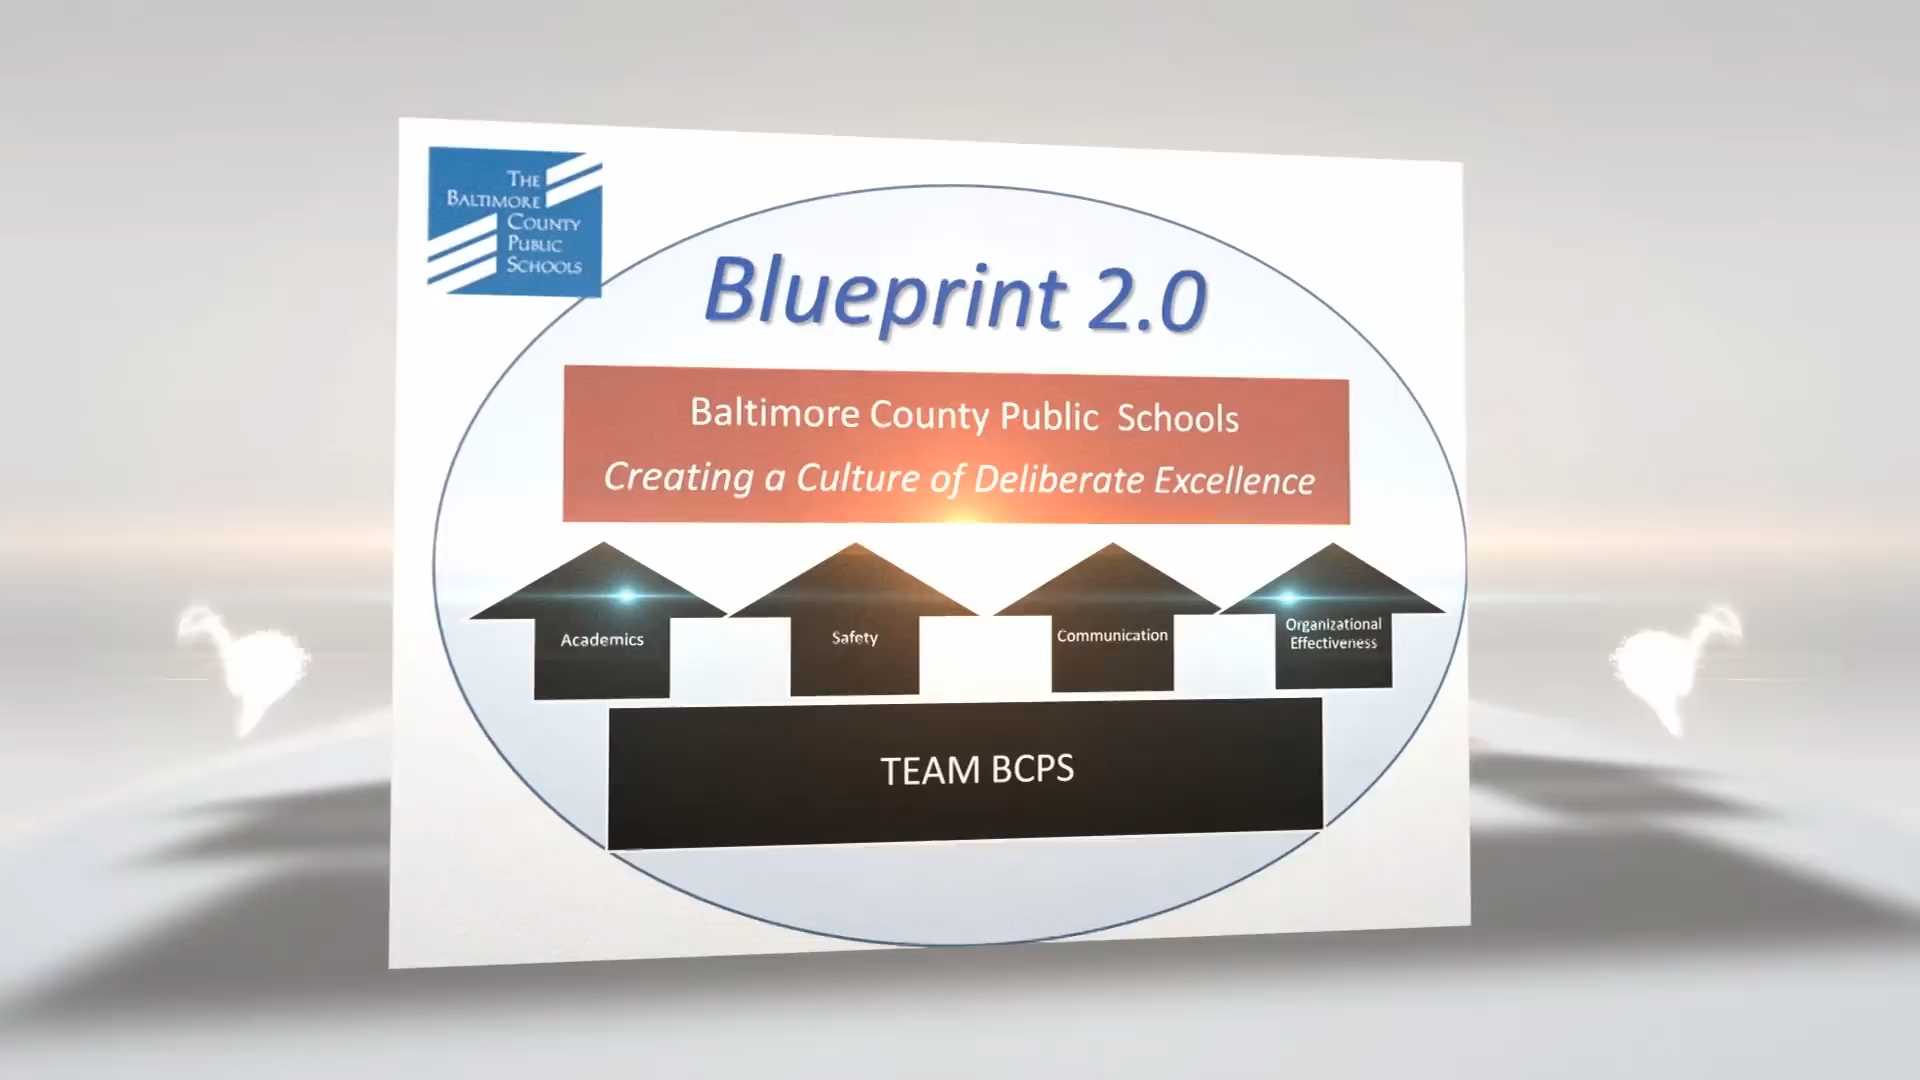 THE
BALTIMORE
COUNTY
PUBLIC
SCHOOLS
Blueprint 2.0
Baltimore County Public Schools
Creating a Culture of Deliberate Excellence
Academics
Safety
Communication
Organizational
Effectiveness
TEAM BCPS